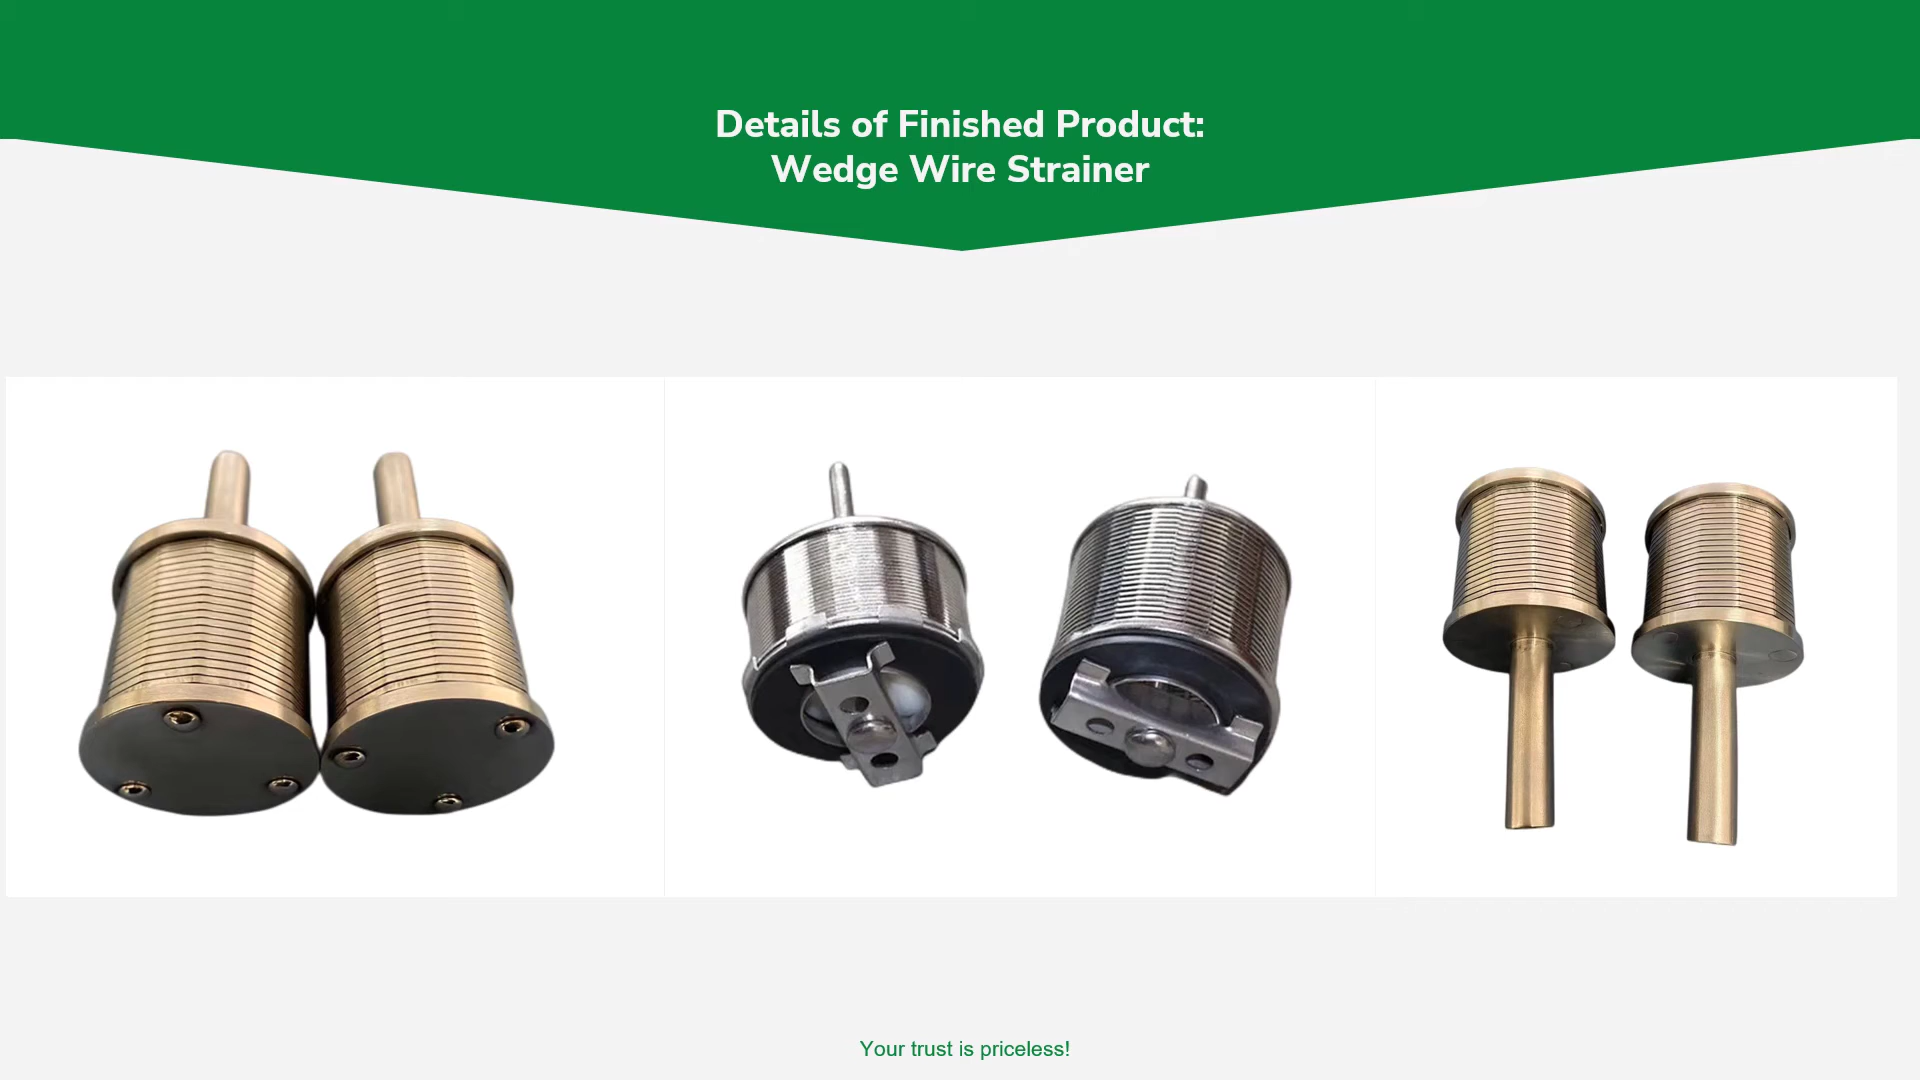 Details of Finished Product:
Wedge Wire Strainer
Your trust is priceless!